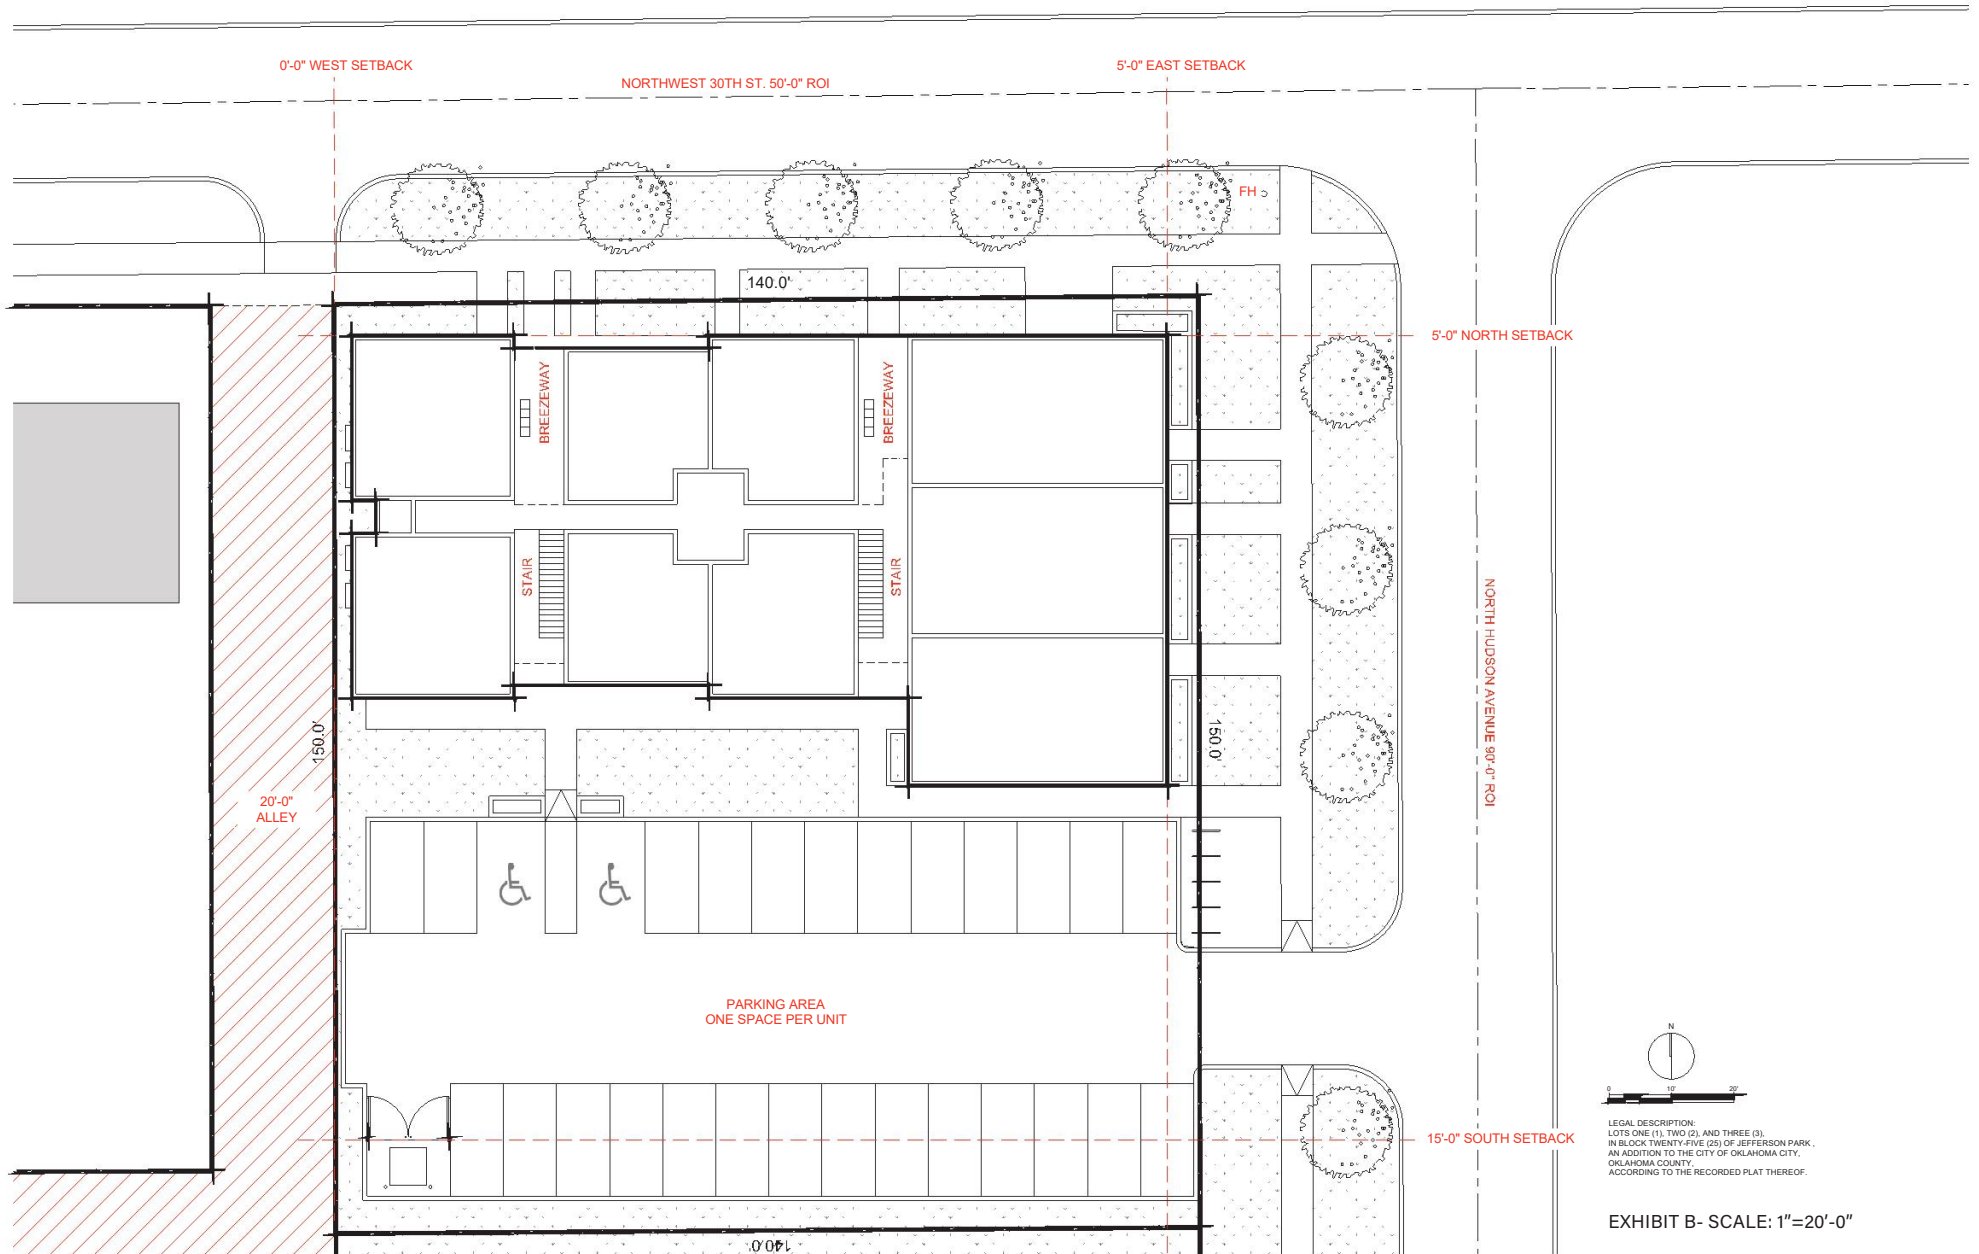 0'-0" WEST SETBACK
5'-0" EAST SETBACK
NORTHWEST 30TH ST. 50'-0" ROI
FH
140.0'
5'-0" NORTH SETBACK
BREEZEWAY
BREEZEWAY
STAIR
STAIR
NORTH HUDSON AVENUE 90'-0" ROI
150.0'
150.0'
20'-0"
ALLEY
PARKING AREA
ONE SPACE PER UNIT
N
0
10'
20'
15'-0" SOUTH SETBACK
LEGAL DESCRIPTION:
LOTS ONE (1), TWO (2), AND THREE (3),
IN BLOCK TWENTY-FIVE (25) OF JEFFERSON PARK ,
AN ADDITION TO THE CITY OF OKLAHOMA CITY,
OKLAHOMA COUNTY,
ACCORDING TO THE RECORDED PLAT THEREOF.
EXHIBIT B- SCALE: 1"=20'-0"
140.0'